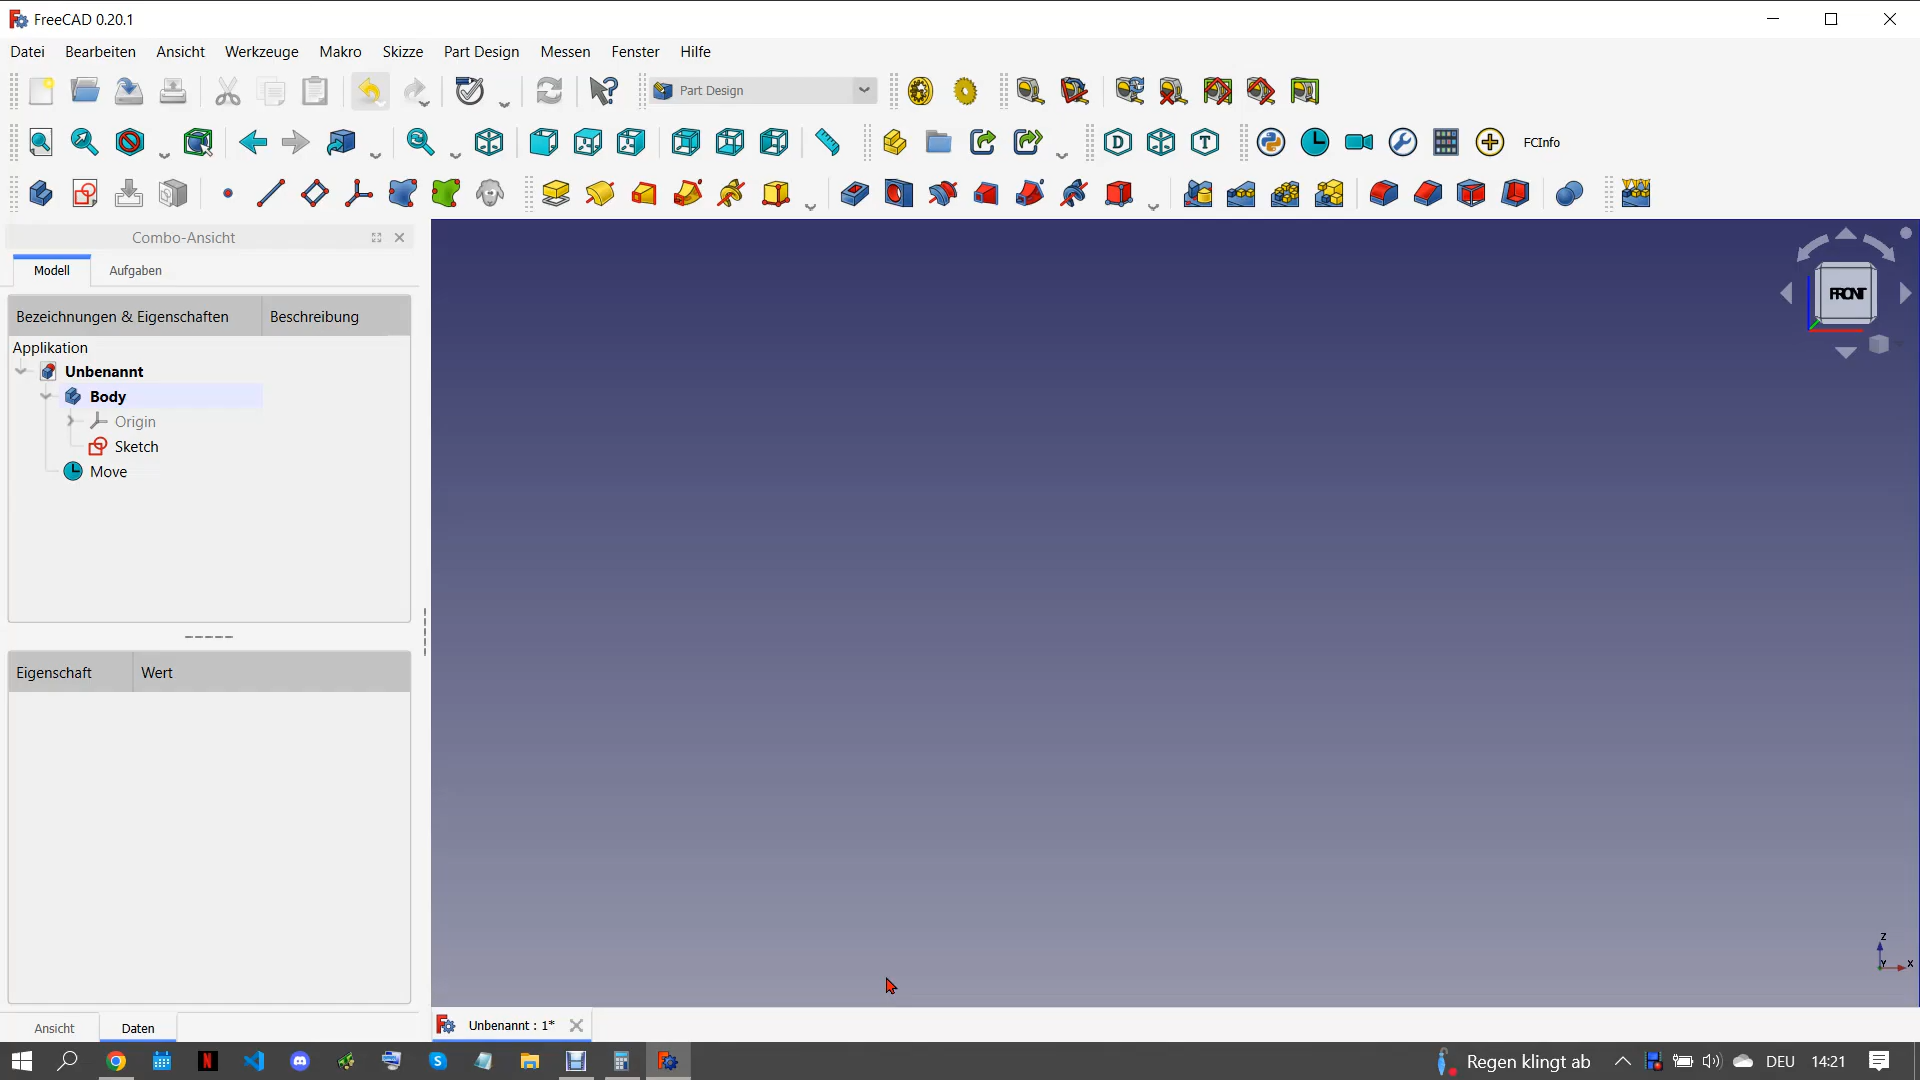 FreeCAD 0.20.1
Datei Bearbeiten Ansicht Werkzeuge Makro Skizze Part Design Messen Fenster Hilfe
Part Design
D T FCInfo
Combo-Ansicht
Modell Aufgaben
Bezeichnungen & Eigenschaften Beschreibung
Applikation
Unbenannt
Body
Origin
Sketch
Move
FRONT
Eigenschaft Wert
Z
Y X
Ansicht Daten
Unbenannt : 1*
N S Regen klingt ab DEU 14:21